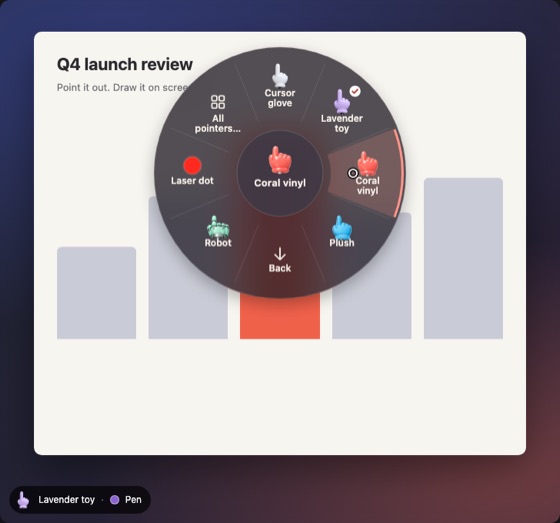 Q4 launch review
Point it out. Draw it on scree
Cursor
glove
All
pointers...
Lavender
toy
Laser dot
Coral vinyl
Coral
vinyl
Robot
Plush
Back
Lavender toy · Pen